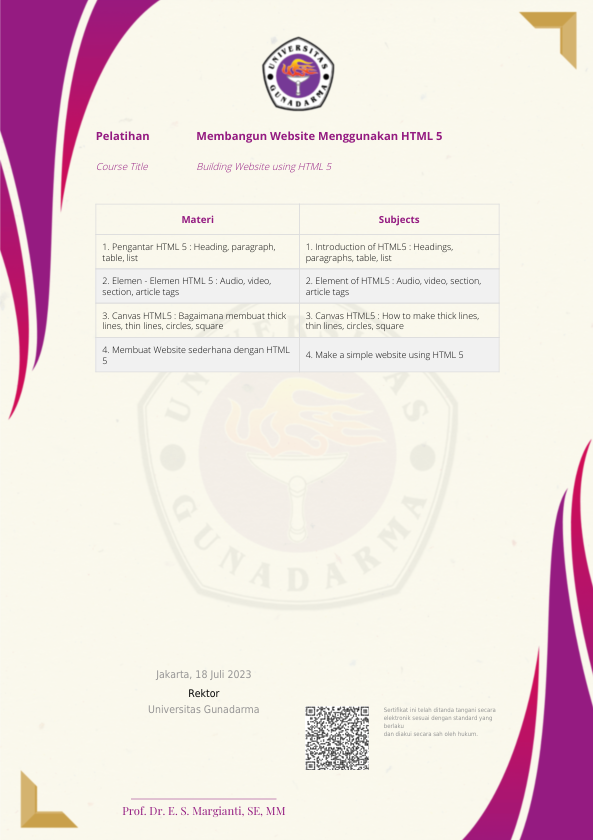 UNIVERSITAS
GUNADARMA
Pelatihan Membangun Website Menggunakan HTML 5
Course Title Building Website using HTML 5
Materi Subjects
1. Pengantar HTML 5 : Heading, paragraph,
table, list
1. Introduction of HTML5 : Headings,
paragraphs, table, list
2. Elemen - Elemen HTML 5 : Audio, video,
section, article tags
2. Element of HTML5 : Audio, video, section,
article tags
3. Canvas HTML5 : Bagaimana membuat thick
lines, thin lines, circles, square
3. Canvas HTML5 : How to make thick lines,
thin lines, circles, square
4. Membuat Website sederhana dengan HTML
5
4. Make a simple website using HTML 5
UNIVERSITAS
GUNADARMA
Jakarta, 18 Juli 2023
Rektor
Universitas Gunadarma
Sertifikat ini telah ditanda tangani secara
elektronik sesuai dengan standard yang
berlaku
dan diakui secara sah oleh hukum.
Prof. Dr. E. S. Margianti, SE, MM